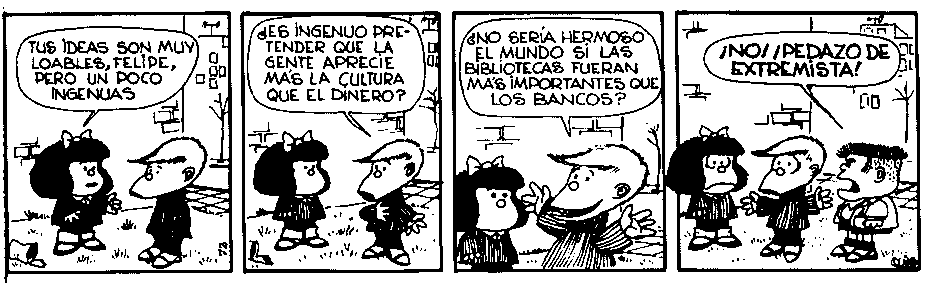 TUS IDEAS SON MUY
LOABLES, FELIPE,
PERO UN POCO
INGENUAS
¿ES INGENUO PRE-
TENDER QUE LA
GENTE APRECIE
MÁS LA CULTURA
QUE EL DINERO?
¿NO SERÍA HERMOSO
EL MUNDO SI LAS
BIBLIOTECAS FUERAN
MÁS IMPORTANTES QUE
LOS BANCOS?
¡NO! ¡PEDAZO DE
EXTREMISTA!